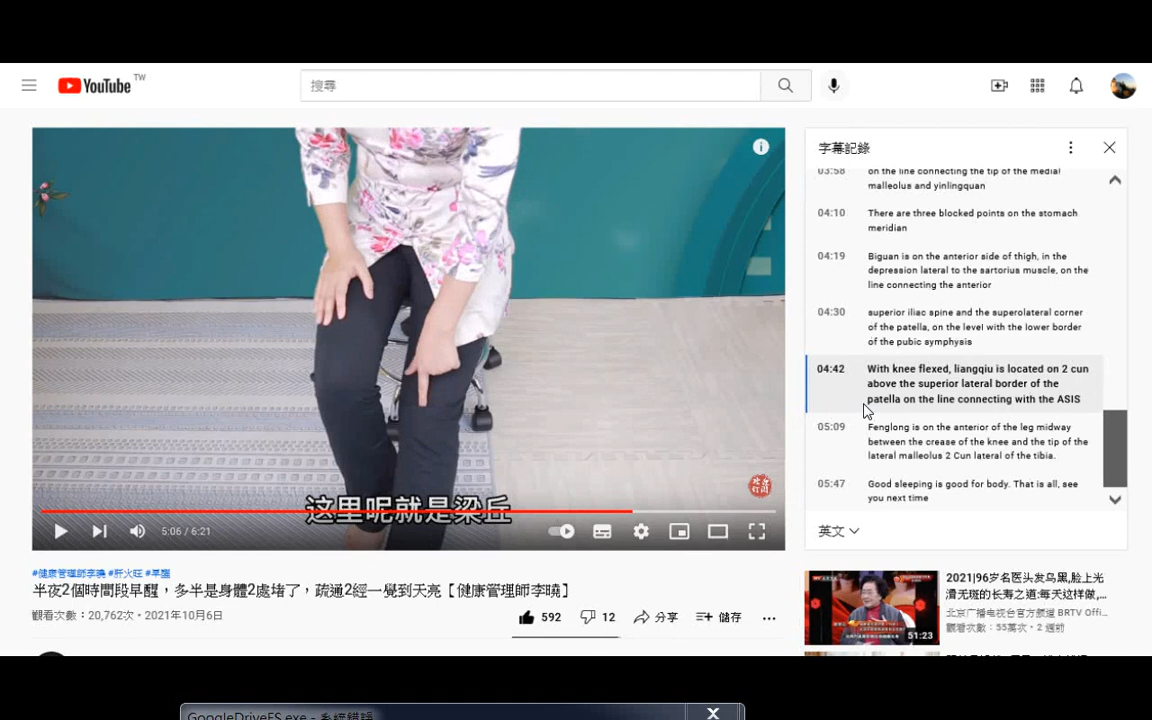 YouTube TW
搜尋
这里呢就是梁丘
5:06 / 6:21
#健康管理師李曉 #肝火旺 #早醒
半夜2個時間段早醒，多半是身體2處堵了，疏通2經一覺到天亮【健康管理師李曉】
觀看次數：20,762次・2021年10月6日
592
12
分享
儲存
字幕記錄
03:58
on the line connecting the tip of the medial
malleolus and yinlingquan
04:10
There are three blocked points on the stomach
meridian
04:19
Biguan is on the anterior side of thigh, in the
depression lateral to the sartorius muscle, on the
line connecting the anterior
04:30
superior iliac spine and the superolateral corner
of the patella, on the level with the lower border
of the pubic symphysis
04:42
With knee flexed, liangqiu is located on 2 cun
above the superior lateral border of the
patella on the line connecting with the ASIS
05:09
Fenglong is on the anterior of the leg midway
between the crease of the knee and the tip of the
lateral malleolus 2 Cun lateral of the tibia.
05:47
Good sleeping is good for body. That is all, see
you next time
英文
51:23
2021|96岁名医头发乌黑,脸上光
滑无斑的长寿之道:每天这样做,...
北京广播电视台官方频道 BRTV Offi...
觀看次數：55萬次・2 週前
GoogleDriveFS.exe - 系統錯誤